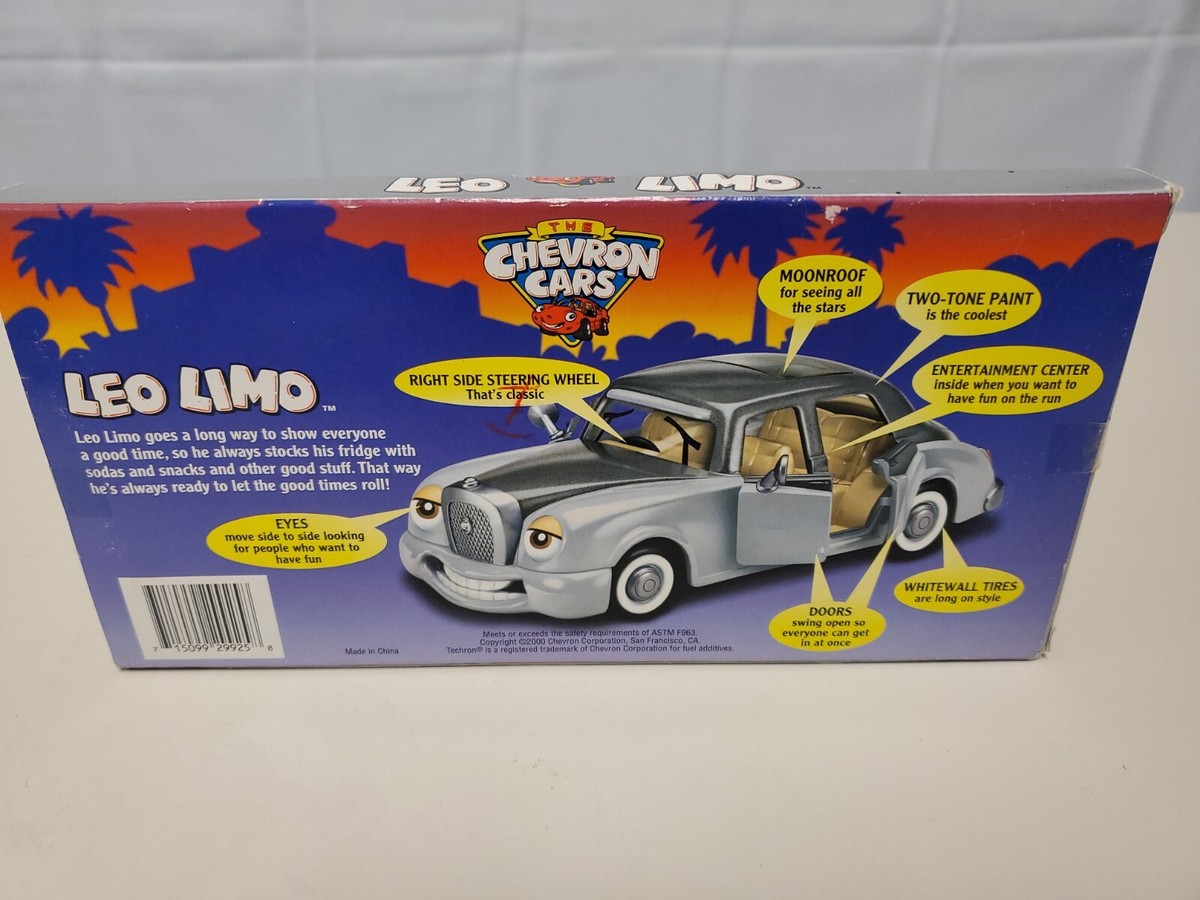 LEO LIMO™
THE
CHEVRON
CARS
MOONROOF
for seeing all
the stars
TWO-TONE PAINT
is the coolest
RIGHT SIDE STEERING WHEEL
That's classic
ENTERTAINMENT CENTER
inside when you want to
have fun on the run
LEO LIMO™
Leo Limo goes a long way to show everyone
a good time, so he always stocks his fridge with
sodas and snacks and other good stuff. That way
he's always ready to let the good times roll!
EYES
move side to side looking
for people who want to
have fun
WHITEWALL TIRES
are long on style
DOORS
swing open so
everyone can get
in at once
7 15099 29925 8
Made in China
Meets or exceeds the safety requirements of ASTM F963.
Copyright ©2000 Chevron Corporation, San Francisco, CA.
Techron® is a registered trademark of Chevron Corporation for fuel additives.